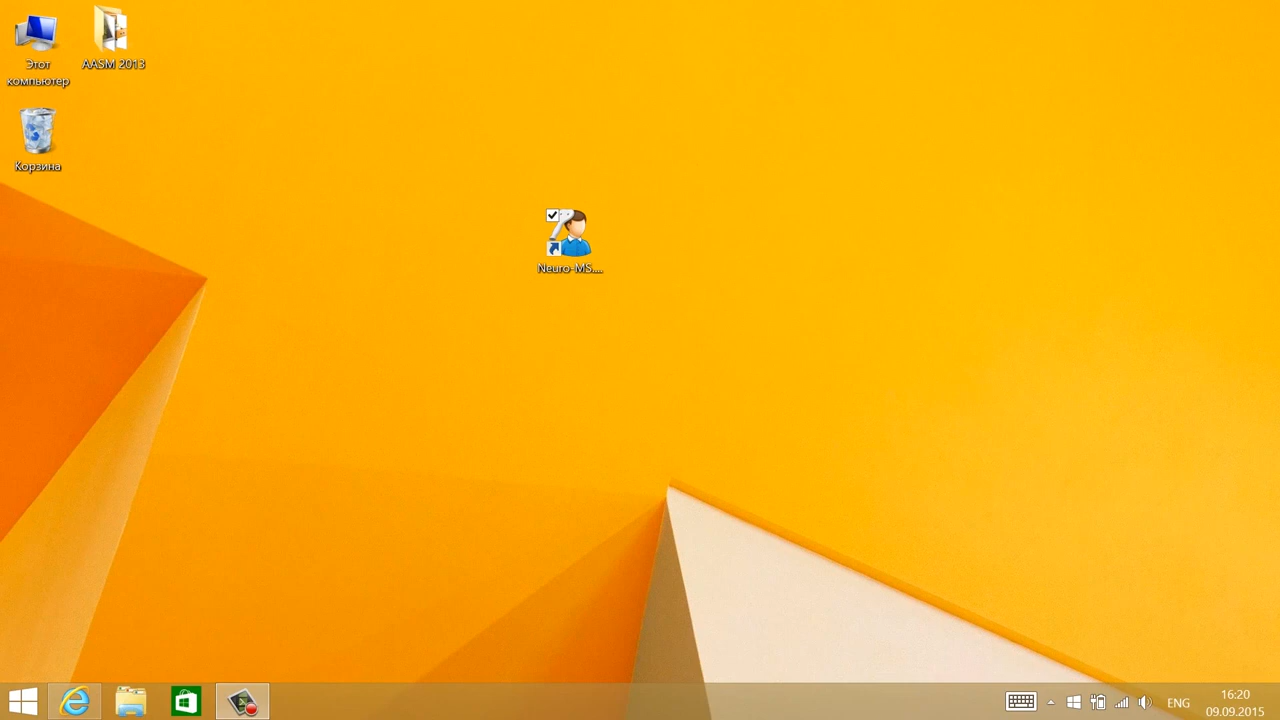 Этот
компьютер
AASM 2013
Корзина
Neuro-MS....
ENG
16:20
09.09.2015